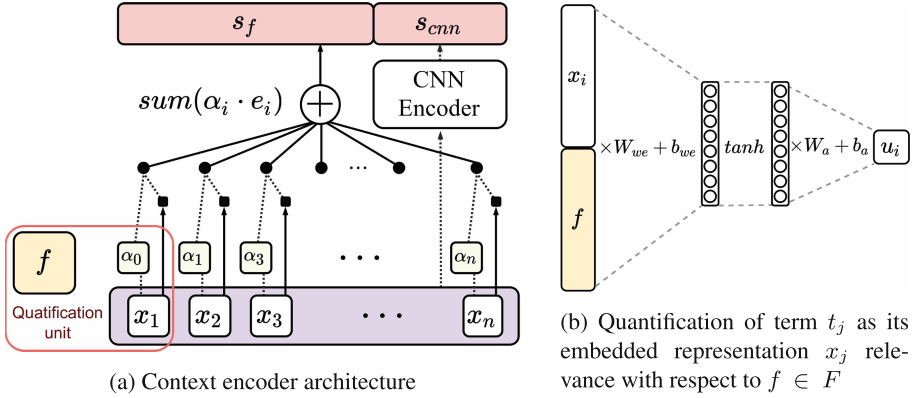 s_f s_cnn
sum(α_i · e_i)
CNN
Encoder
...
f α_0 α_1 α_3 · · · α_n
Quatification
unit
x_1 x_2 x_3 · · · x_n
(a) Context encoder architecture
x_i
×W_we + b_we tanh ×W_a + b_a u_i
f
(b) Quantification of term t_j as its
embedded representation x_j rele-
vance with respect to f ∈ F